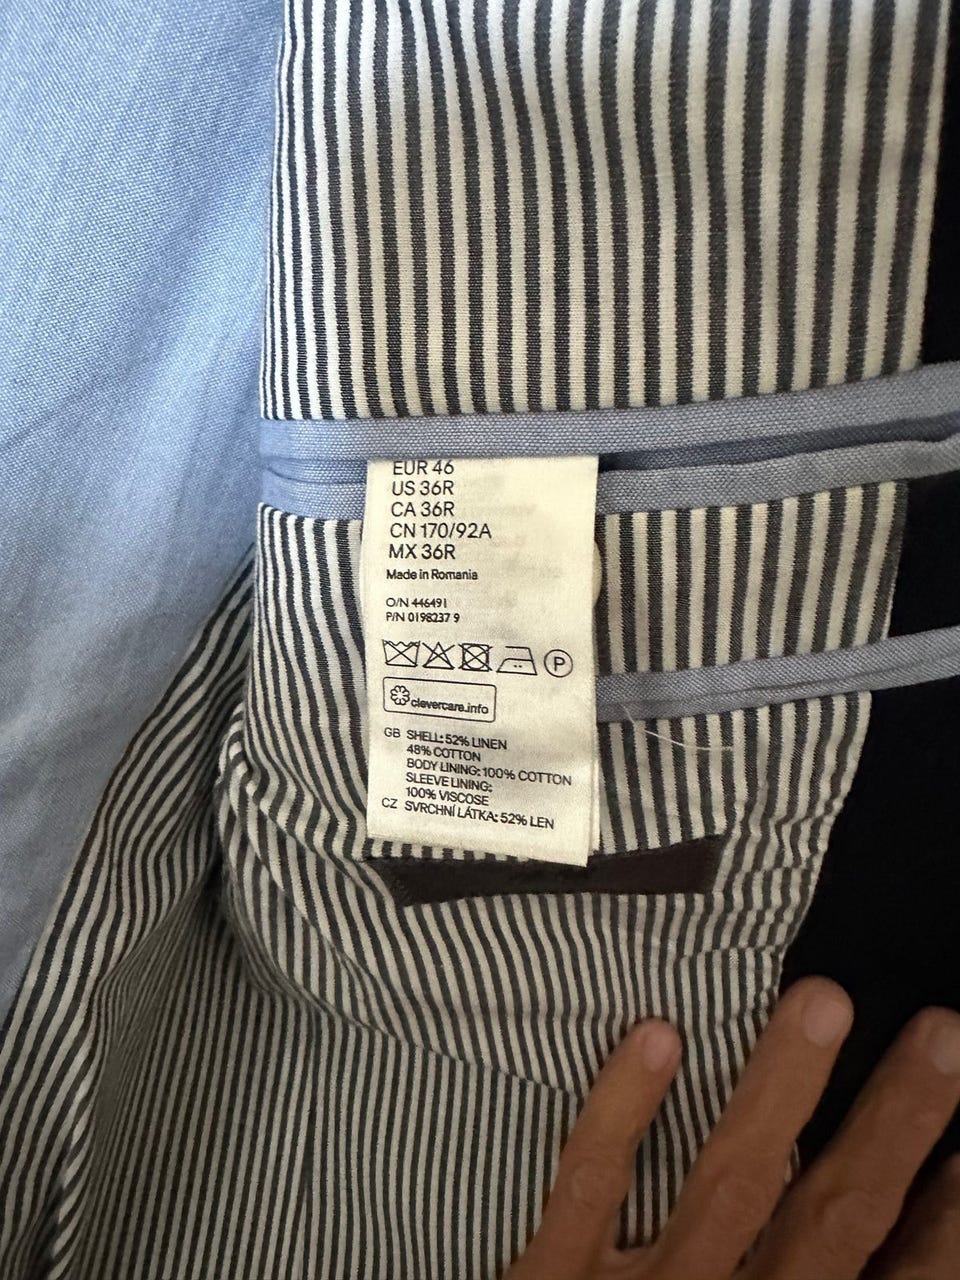 EUR 46
US 36R
CA 36R
CN 170/92A
MX 36R
Made in Romania
O/N 446491
P/N 0198237 9
P
clevercare.info
GB SHELL: 52% LINEN
48% COTTON
BODY LINING: 100% COTTON
SLEEVE LINING:
100% VISCOSE
CZ SVRCHNÍ LÁTKA: 52% LEN